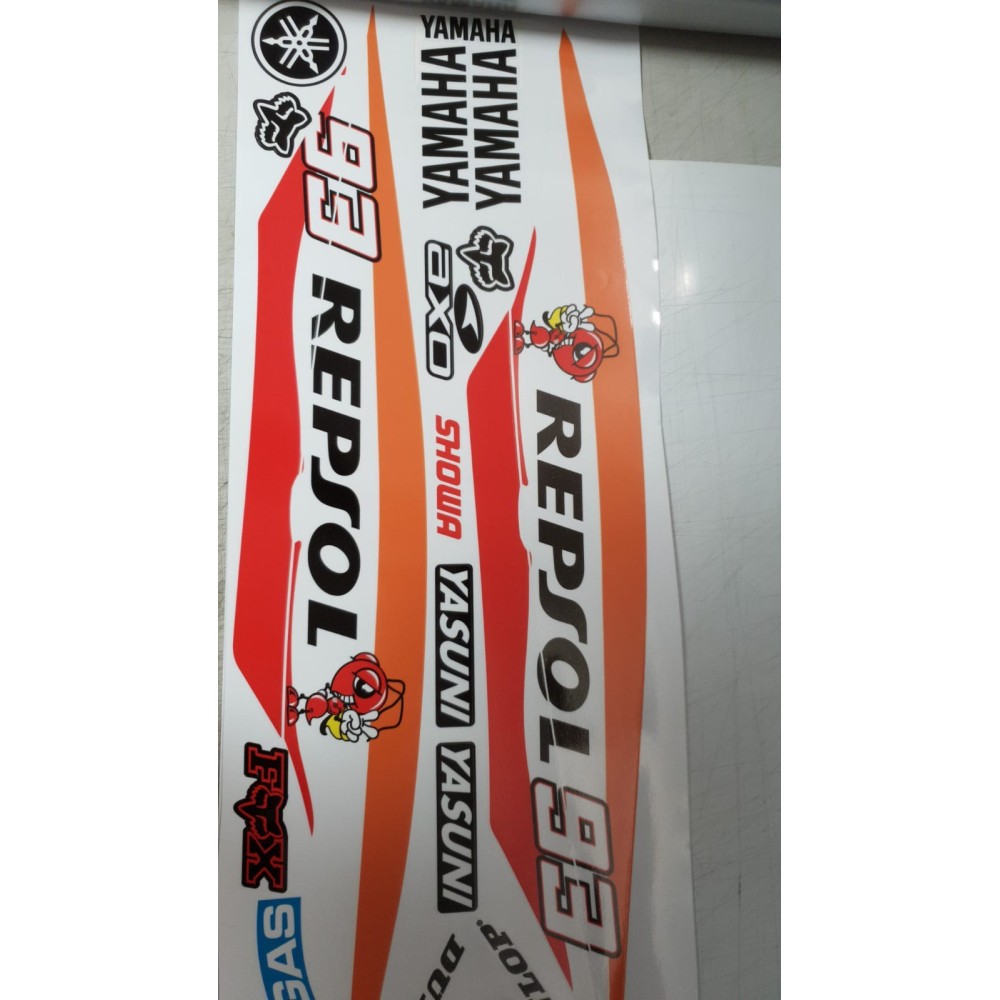 YAMAHA
YAMAHA
YAMAHA
93
REPSOL
axo
SHOWA
REPSOL
93
YASUNI
YASUNI
FOX
GAS